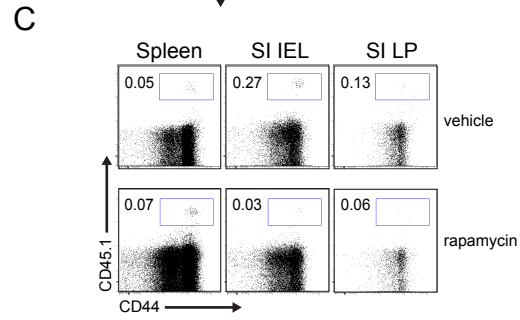 C
Spleen SI IEL SI LP
0.05 0.27 0.13
vehicle
0.07 0.03 0.06
rapamycin
CD45.1
CD44